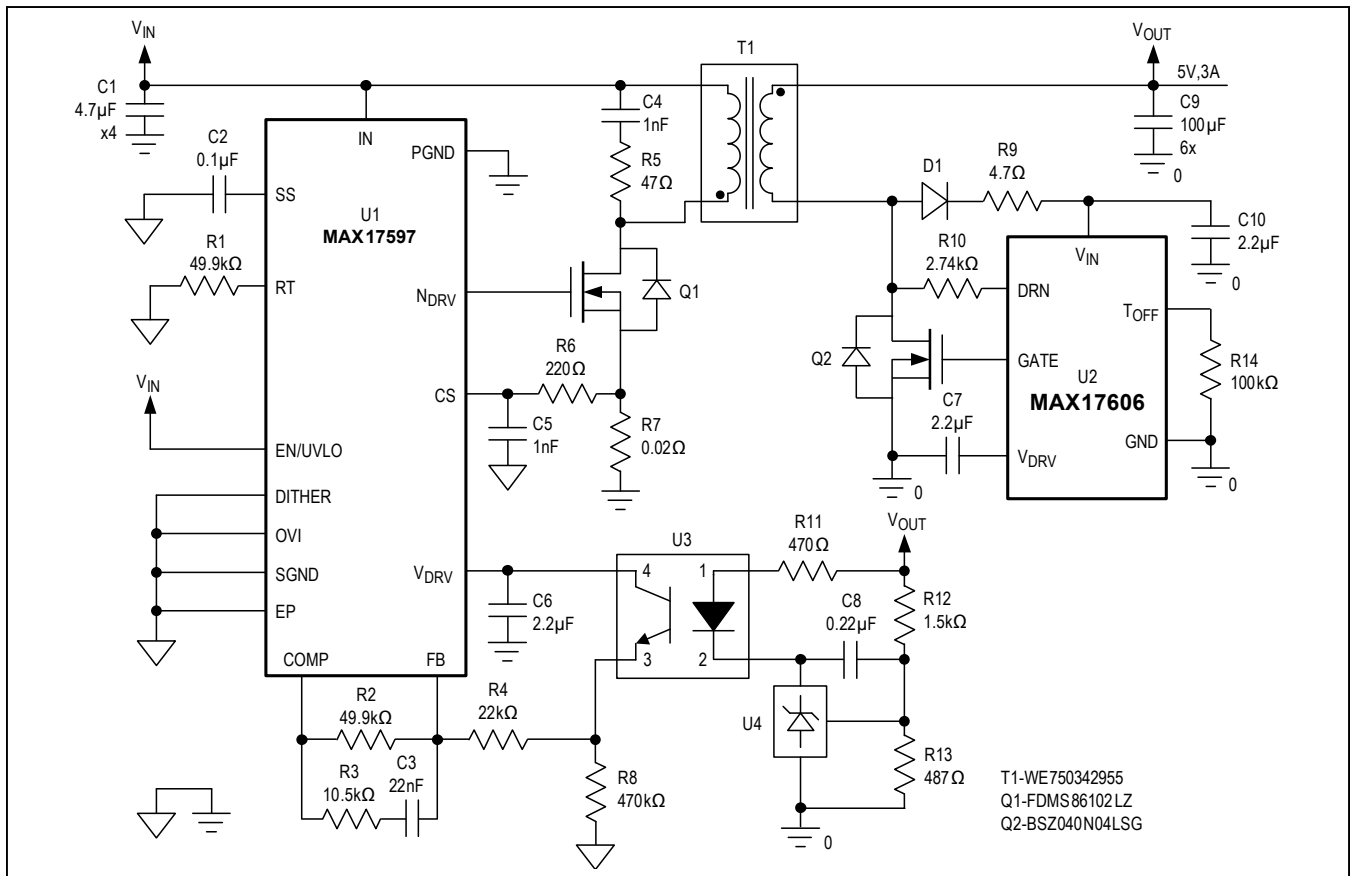 VIN
C1
4.7µF
x4
C2
0.1µF
R1
49.9kΩ
VIN
IN
PGND
SS
U1
MAX17597
RT
NDRV
CS
EN/UVLO
DITHER
OVI
SGND
EP
VDRV
COMP
FB
C4
1nF
R5
47Ω
Q1
R6
220Ω
C5
1nF
R7
0.02Ω
T1
VOUT
5V,3A
C9
100µF
6x
0
D1
R9
4.7Ω
C10
2.2µF
0
R10
2.74kΩ
VIN
DRN
TOFF
Q2
GATE
U2
MAX17606
R14
100kΩ
C7
2.2µF
VDRV
GND
0
0
C6
2.2µF
U3
4
1
3
2
R11
470Ω
VOUT
R12
1.5kΩ
C8
0.22µF
U4
R13
487Ω
0
R2
49.9kΩ
R3
10.5kΩ
C3
22nF
R4
22kΩ
R8
470kΩ
T1-WE750342955
Q1-FDMS86102LZ
Q2-BSZ040N04LSG